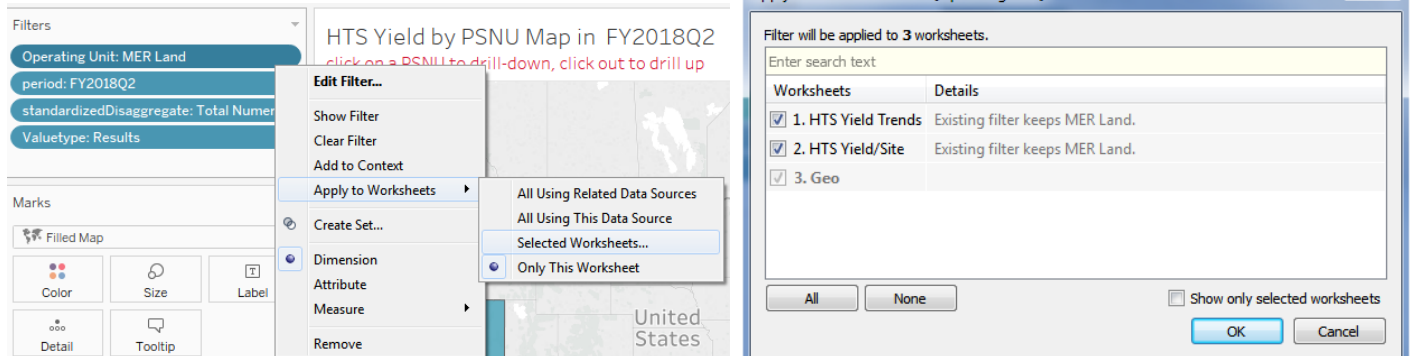 Filters
Operating Unit: MER Land
period: FY2018Q2
standardizedDisaggregate: Total Numer
Valuetype: Results
Marks
Filled Map
Color Size Label
Detail Tooltip
HTS Yield by PSNU Map in FY2018Q2
click on a PSNU to drill-down, click out to drill up
United
States
Edit Filter...
Show Filter
Clear Filter
Add to Context
Apply to Worksheets
Create Set...
Dimension
Attribute
Measure
Remove
All Using Related Data Sources
All Using This Data Source
Selected Worksheets...
Only This Worksheet
Filter will be applied to 3 worksheets.
Enter search text
Worksheets Details
1. HTS Yield Trends Existing filter keeps MER Land.
2. HTS Yield/Site Existing filter keeps MER Land.
3. Geo
All None
Show only selected worksheets
OK Cancel